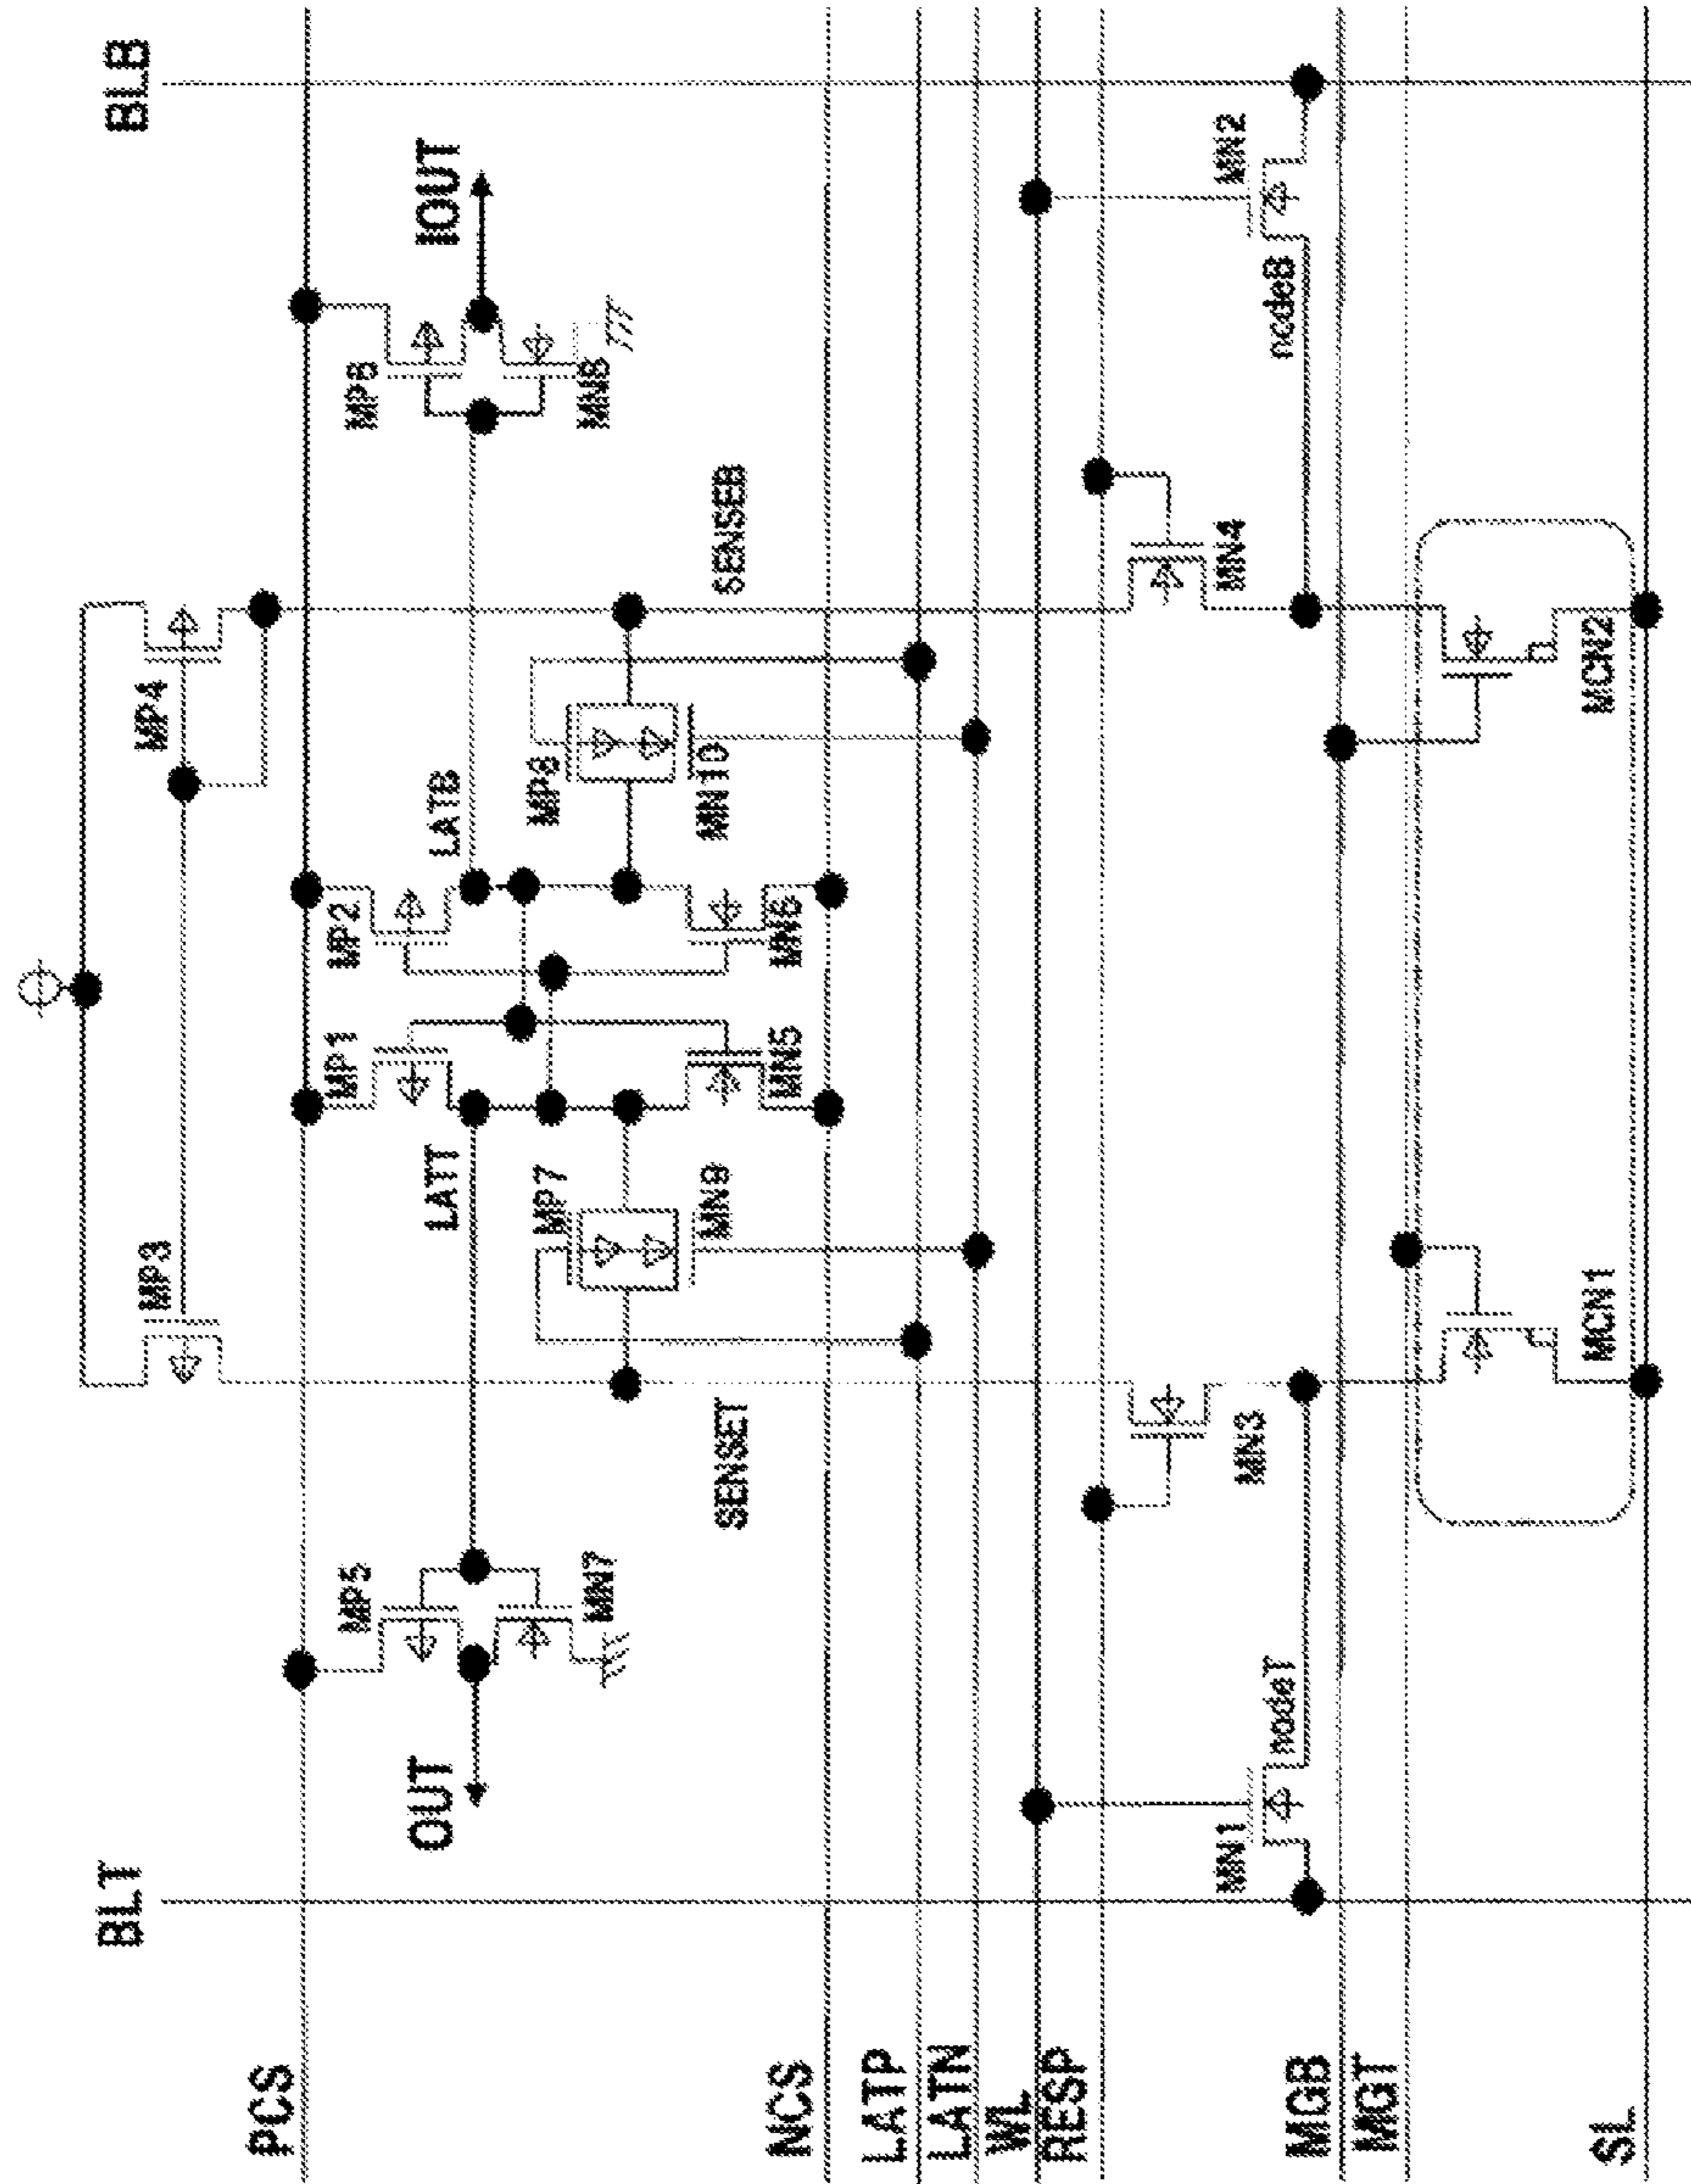 BLT
BLB
MP3
MP4
PCS
MP5
MP1
MP2
MP6
OUT
LATT
LATB
IOUT
MP7
MP8
MN7
MN8
MN9
MN10
SENSET
SENSEB
NCS
MN5
MN6
LATP
LATN
WL
RESP
MN1
MN3
MN4
MN2
nodeT
nodeB
MGB
MGT
MCN1
MCN2
SL